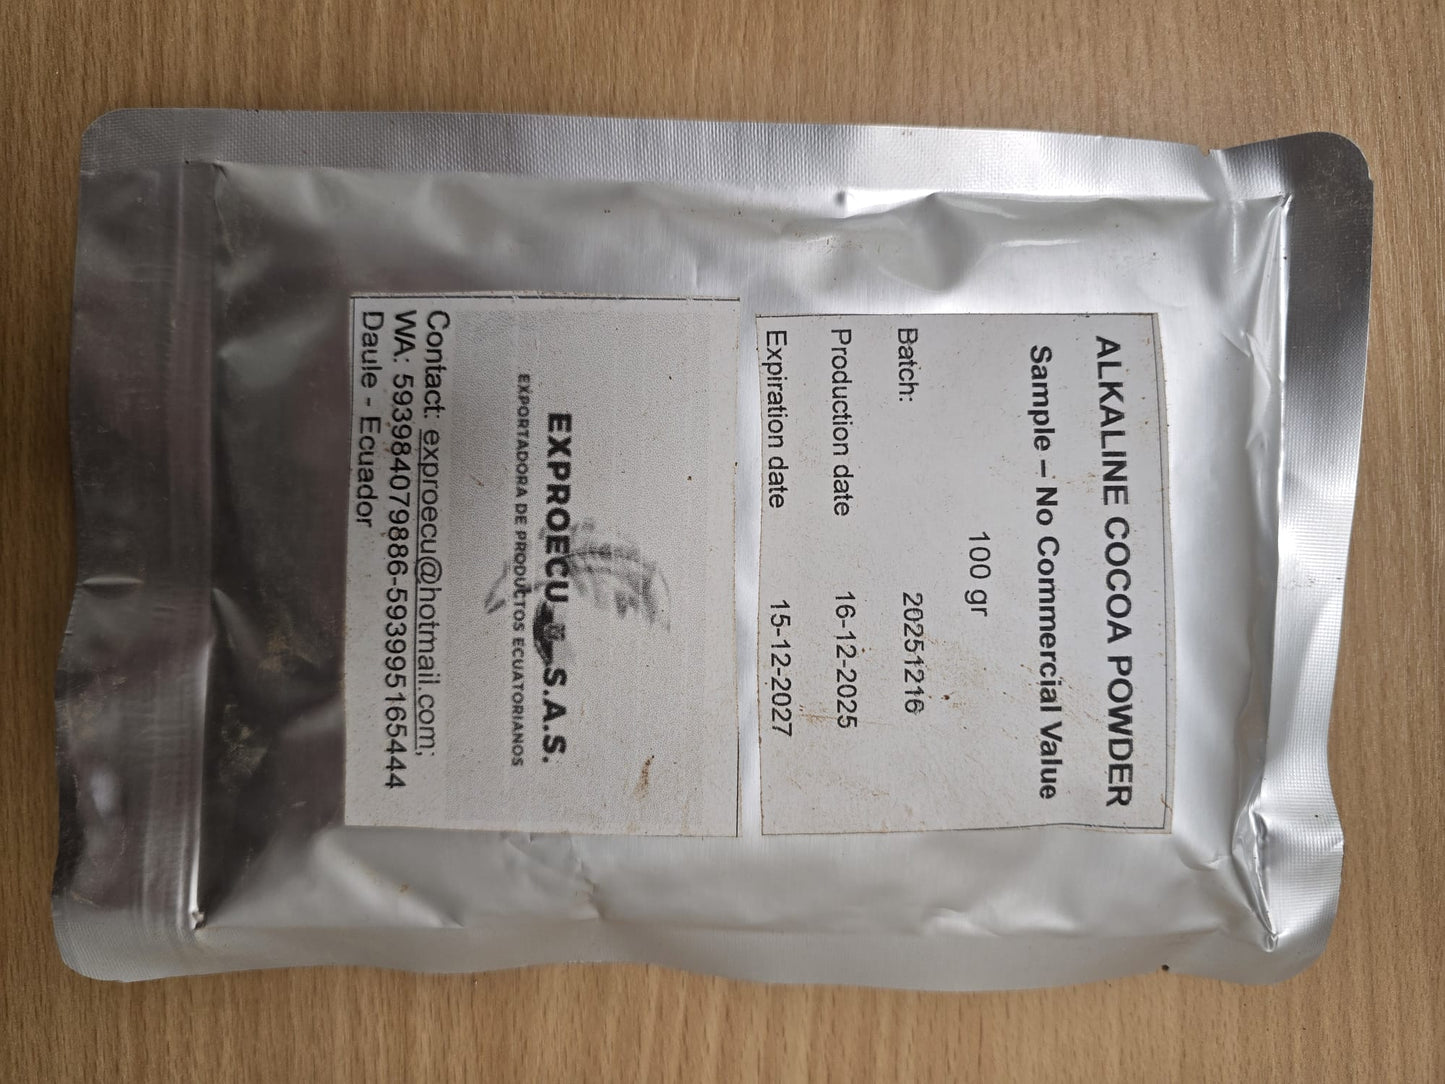 ALKALINE COCOA POWDER
Sample – No Commercial Value
100 gr
Batch: 20251216
Production date 16-12-2025
Expiration date 15-12-2027
EXPROECU S.A.S.
EXPORTADORA DE PRODUCTOS ECUATORIANOS
Contact: exproecu@hotmail.com;
WA: 593984079886-5939995165444
Daule - Ecuador